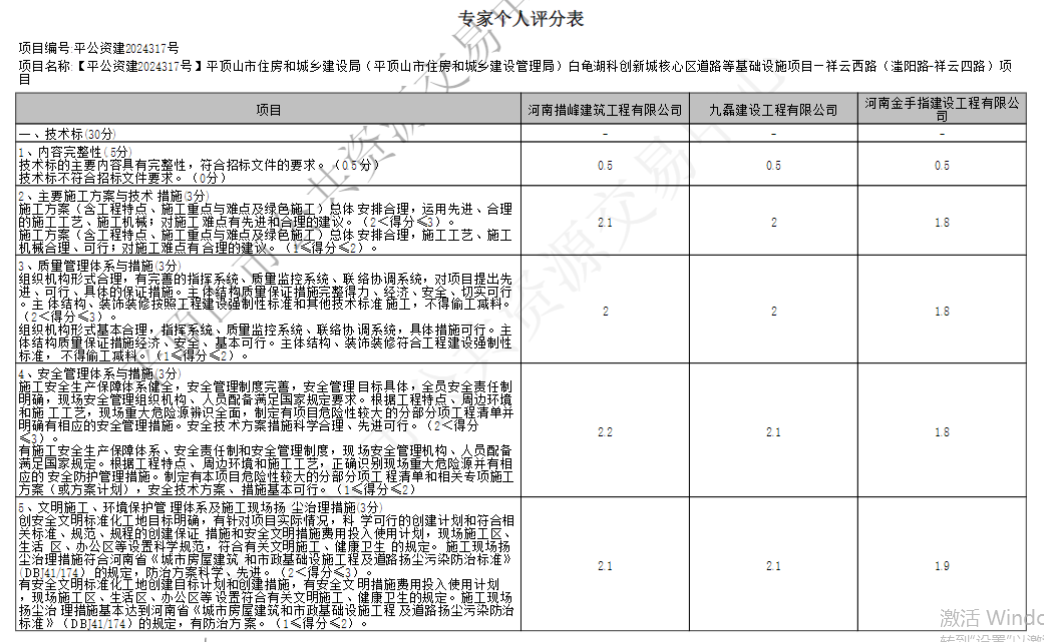 专家个人评分表
项目编号:平公资建2024317号
项目名称:【平公资建2024317号】平顶山市住房和城乡建设局（平顶山市住房和城乡建设管理局）白龟湖科创新城核心区道路等基础设施项目—祥云西路（滍阳路-祥云四路）项
目
项目 河南措峰建筑工程有限公司 九磊建设工程有限公司 河南金手指建设工程有限公
司
一、技术标(30分) - - -
1、内容完整性(5分)
技术标的主要内容具有完整性，符合招标文件的要求。（0.5分） 0.5 0.5 0.5
技术标不符合招标文件要求。（0分）
2、主要施工方案与技术 措施(3分)
施工方案（含工程特点、施工重点与难点及绿色施工）总体 安排合理，运用先进、合理
的施工工艺、施工机械；对施工 难点有先进和合理的建议。（2＜得分≤3）。 2.1 2 1.8
施工方案（含工程特点、施工重点与难点及绿色施工）总体 安排合理，施工工艺、施工
机械合理、可行；对施工难点有 合理的建议。（1≤得分≤2）。
3、质量管理体系与措施(3分)
组织机构形式合理，有完善的指挥系统、质量监控系统、联 络协调系统，对项目提出先
进、可行、具体的保证措施。主 体结构质量保证措施完整得力、经济、安全、切实可行
。主 体结构、装饰装修按照工程建设强制性标准和其他技术标准 施工，不得偷工减料。
（2＜得分≤3）。 2 2 1.8
组织机构形式基本合理，指挥系统、质量监控系统、联络协 调系统，具体措施可行。主
体结构质量保证措施经济、安全 、基本可行。主体结构、装饰装修符合工程建设强制性
标准， 不得偷工减料。（1≤得分≤2）。
4、安全管理体系与措施(3分)
施工安全生产保障体系健全，安全管理制度完善，安全管理 目标具体，全员安全责任制
明确，现场安全管理组织机构、 人员配备满足国家规定要求。根据工程特点、周边环境
和施 工工艺，现场重大危险源辨识全面，制定有项目危险性较大 的分部分项工程清单并
明确有相应的安全管理措施。安全技 术方案措施科学合理、先进可行。（2＜得分
≤3）。 2.2 2.1 1.8
有施工安全生产保障体系、安全责任制和安全管理制度，现 场安全管理机构、人员配备
满足国家规定。根据工程特点、 周边环境和施工工艺，正确识别现场重大危险源并有相
应的 安全防护管理措施。制定有本项目危险性较大的分部分项工 程清单和相关专项施工
方案（或方案计划），安全技术方案 、措施基本可行。（1≤得分≤2）
5、文明施工、环境保护管 理体系及施工现场扬 尘治理措施(3分)
创安全文明标准化工地目标明确，有针对项目实际情况，科 学可行的创建计划和符合相
关标准、规范、规程的创建保证 措施和安全文明措施费用投入使用计划，现场施工区、
生活 区、办公区等设置科学规范，符合有关文明施工、健康卫生 的规定。 施工现场扬
尘治理措施符合河南省《城市房屋建筑 和市政基础设施工程及道路扬尘污染防治标准》
(DBJ41/174） 的规定，防治方案科学、先进。（2＜得分≤3）。 2.1 2.1 1.9
有安全文明标准化工地创建目标计划和创建措施，有安全文 明措施费用投入使用计划
，现场施工区、生活区、办公区等 设置符合有关文明施工、健康卫生的规定。施工现场
扬尘治 理措施基本达到河南省《城市房屋建筑和市政基础设施工程 及道路扬尘污染防治
标准》（DBJ41/174）的规定，有防治方 案。（1≤得分≤2）。
激活 Windo